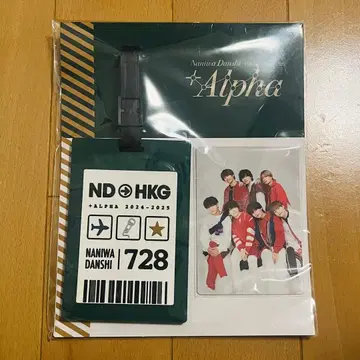 Naniwa Danshi
+Alpha
ND→HKG
+ALPHA 2024-2025
NANIWA
DANSHI
728